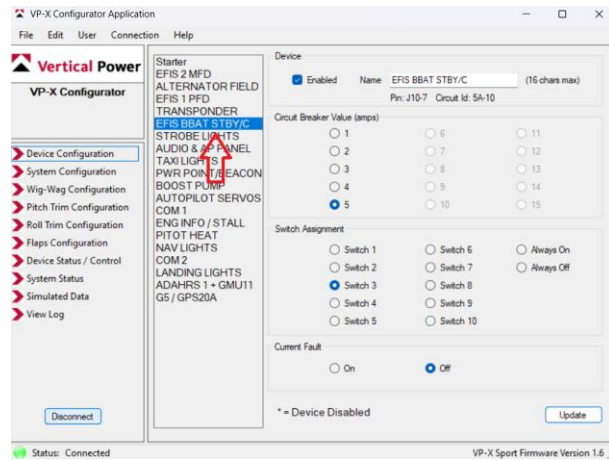 VP-X Configurator Application
File Edit User Connection Help
Vertical Power
VP-X Configurator
Device Configuration
System Configuration
Wig-Wag Configuration
Pitch Trim Configuration
Roll Trim Configuration
Flaps Configuration
Device Status / Control
System Status
Simulated Data
View Log
Disconnect
Starter
EFIS 2 MFD
ALTERNATOR FIELD
EFIS 1 PFD
TRANSPONDER
EFIS BBAT STBY/C
STROBE LIGHTS
AUDIO & AP PANEL
TAXI LIGHTS
PWR POINT/BEACON
BOOST PUMP
AUTOPILOT SERVOS
COM 1
ENG INFO / STALL
PITOT HEAT
NAV LIGHTS
COM 2
LANDING LIGHTS
ADAHRS 1 + GMU11
G5 / GPS20A
Device
Enabled Name EFIS BBAT STBY/C (16 chars max)
Pin: J10-7 Circuit Id: 5A-10
Circuit Breaker Value (amps)
1 6 11
2 7 12
3 8 13
4 9 14
5 10 15
Switch Assignment
Switch 1 Switch 6 Always On
Switch 2 Switch 7 Always Off
Switch 3 Switch 8
Switch 4 Switch 9
Switch 5 Switch 10
Current Fault
On Off
* = Device Disabled
Update
Status: Connected
VP-X Sport Firmware Version 1.6